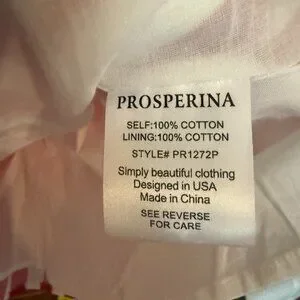 PROSPERINA
SELF:100% COTTON
LINING:100% COTTON
STYLE# PR1272P
Simply beautiful clothing
Designed in USA
Made in China
SEE REVERSE
FOR CARE